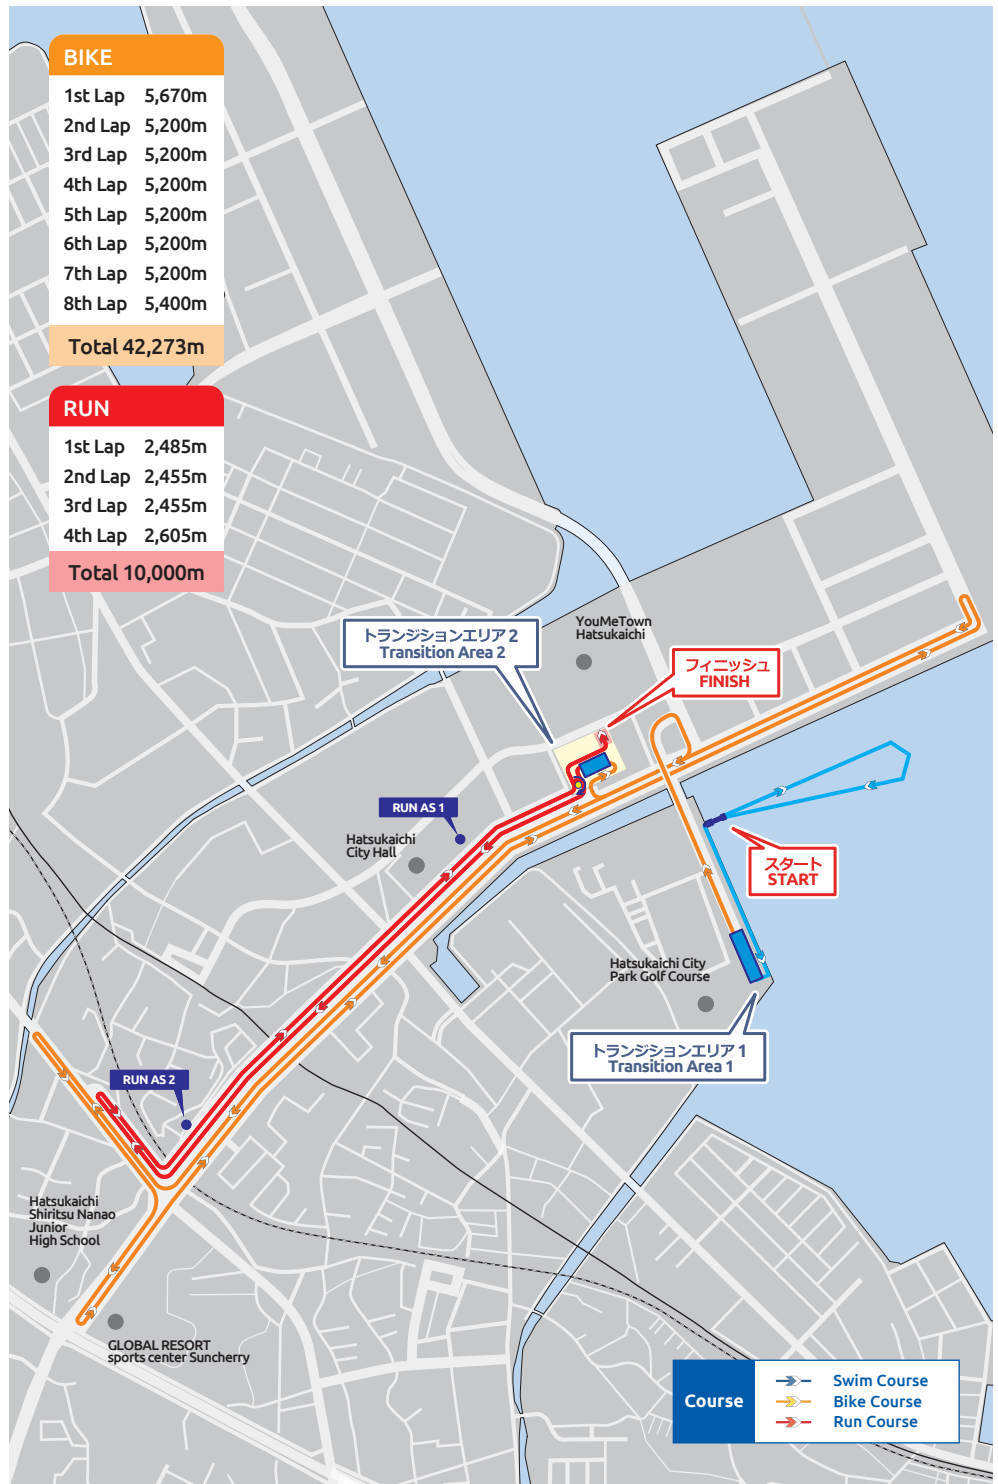 BIKE
1st Lap 5,670m
2nd Lap 5,200m
3rd Lap 5,200m
4th Lap 5,200m
5th Lap 5,200m
6th Lap 5,200m
7th Lap 5,200m
8th Lap 5,400m
Total 42,273m
RUN
1st Lap 2,485m
2nd Lap 2,455m
3rd Lap 2,455m
4th Lap 2,605m
Total 10,000m
YouMeTown
Hatsukaichi
トランジションエリア 2
Transition Area 2
フィニッシュ
FINISH
RUN AS 1
Hatsukaichi
City Hall
スタート
START
Hatsukaichi City
Park Golf Course
トランジションエリア 1
Transition Area 1
RUN AS 2
Hatsukaichi
Shiritsu Nanao
Junior
High School
GLOBAL RESORT
sports center Suncherry
Course
Swim Course
Bike Course
Run Course